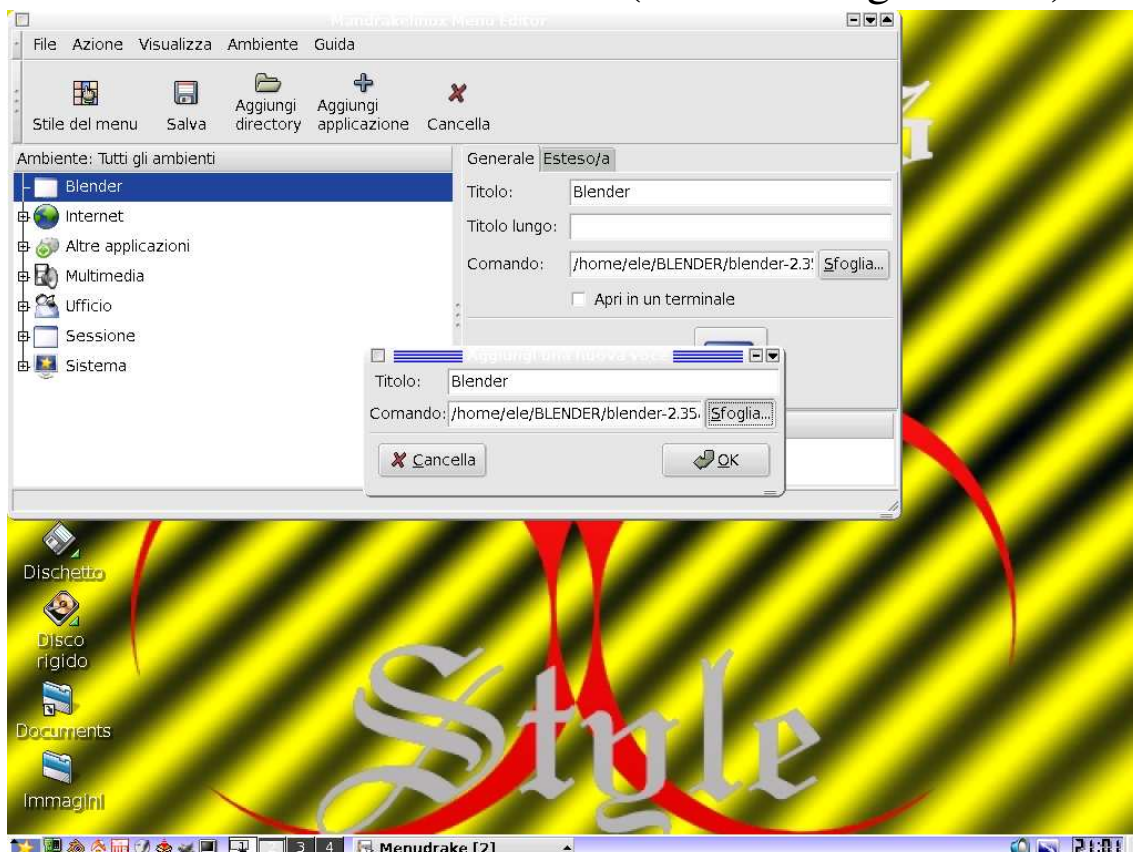 Mandrakelinux Menu Editor
File Azione Visualizza Ambiente Guida
Stile del menu
Salva
Aggiungi directory
Aggiungi applicazione
Cancella
Ambiente: Tutti gli ambienti
Blender
Internet
Altre applicazioni
Multimedia
Ufficio
Sessione
Sistema
Generale Esteso/a
Titolo: Blender
Titolo lungo:
Comando: /home/ele/BLENDER/blender-2.3 Sfoglia...
Apri in un terminale
Aggiungi una nuova voce
Titolo: Blender
Comando: /home/ele/BLENDER/blender-2.35 Sfoglia...
Cancella OK
Dischetto
Disco
rigido
Documents
Immagini
Style
3 4 Menudrake [2] 21:01